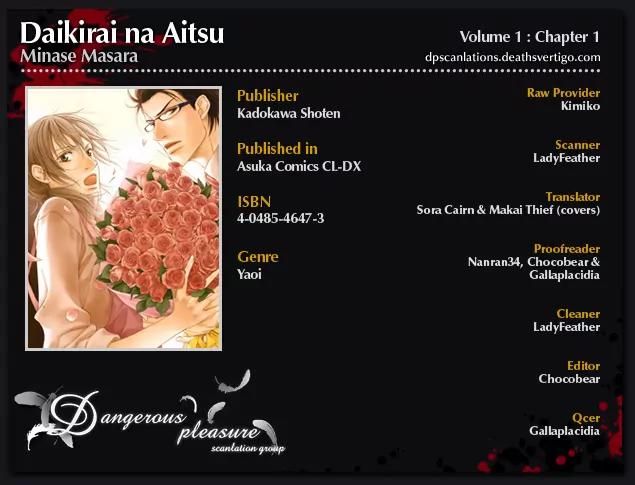 Daikirai na Aitsu
Minase Masara
Volume 1 : Chapter 1
dpscanlations.deathsvertigo.com
Publisher
Kadokawa Shoten
Published in
Asuka Comics CL-DX
ISBN
4-0485-4647-3
Genre
Yaoi
Raw Provider
Kimiko
Scanner
LadyFeather
Translator
Sora Cairn & Makai Thief (covers)
Proofreader
Nanran34, Chocobear &
Gallaplacidia
Cleaner
LadyFeather
Editor
Chocobear
Qcer
Gallaplacidia
Dangerous
pleasure
scanlation group